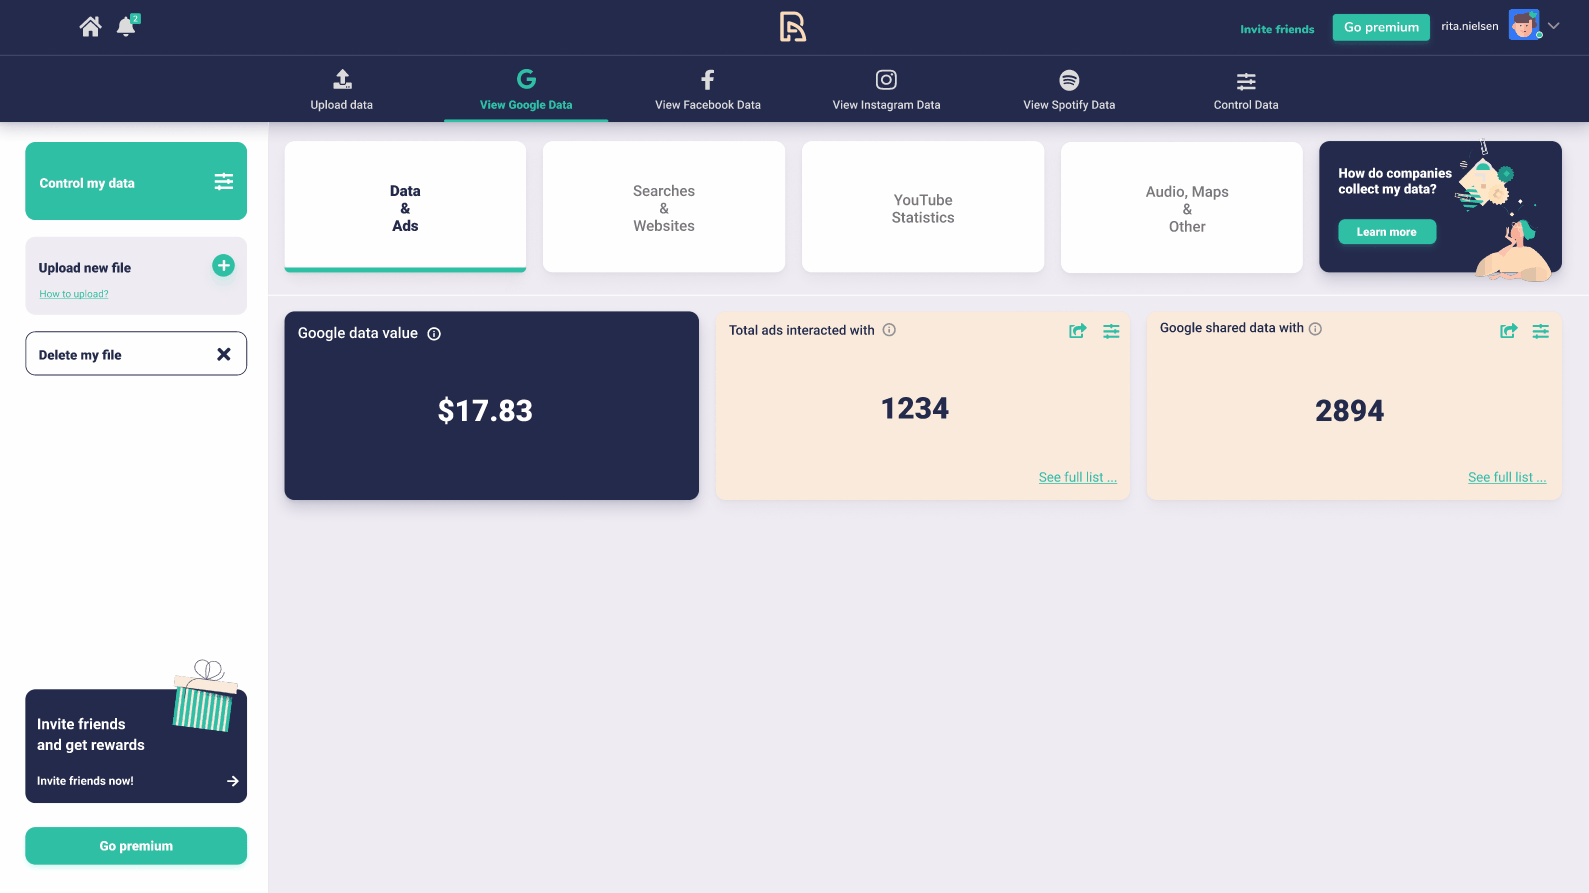 2
Invite friends
Go premium
rita.nielsen
Upload data
View Google Data
View Facebook Data
View Instagram Data
View Spotify Data
Control Data
Control my data
Upload new file
How to upload?
Delete my file
Data
&
Ads
Searches
&
Websites
YouTube
Statistics
Audio, Maps
&
Other
How do companies
collect my data?
Learn more
Google data value
$17.83
Total ads interacted with
1234
See full list ...
Google shared data with
2894
See full list ...
Invite friends
and get rewards
Invite friends now!
Go premium